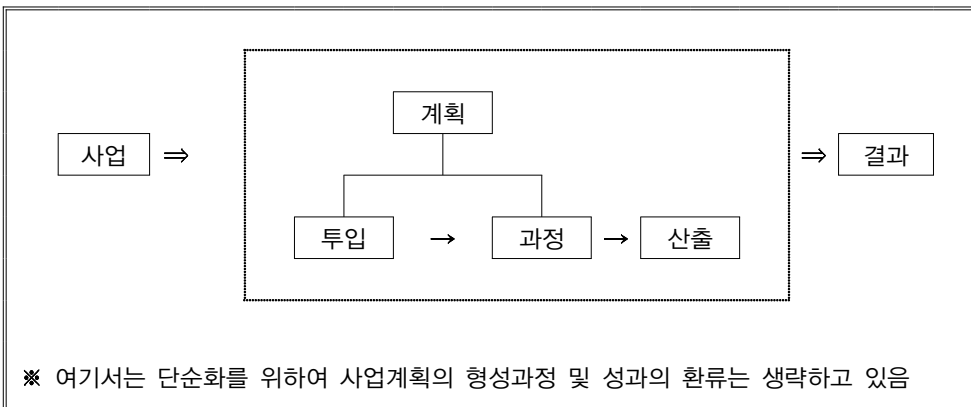 계획
사업 ⇒ ⇒ 결과
투입 → 과정 → 산출
※ 여기서는 단순화를 위하여 사업계획의 형성과정 및 성과의 환류는 생략하고 있음